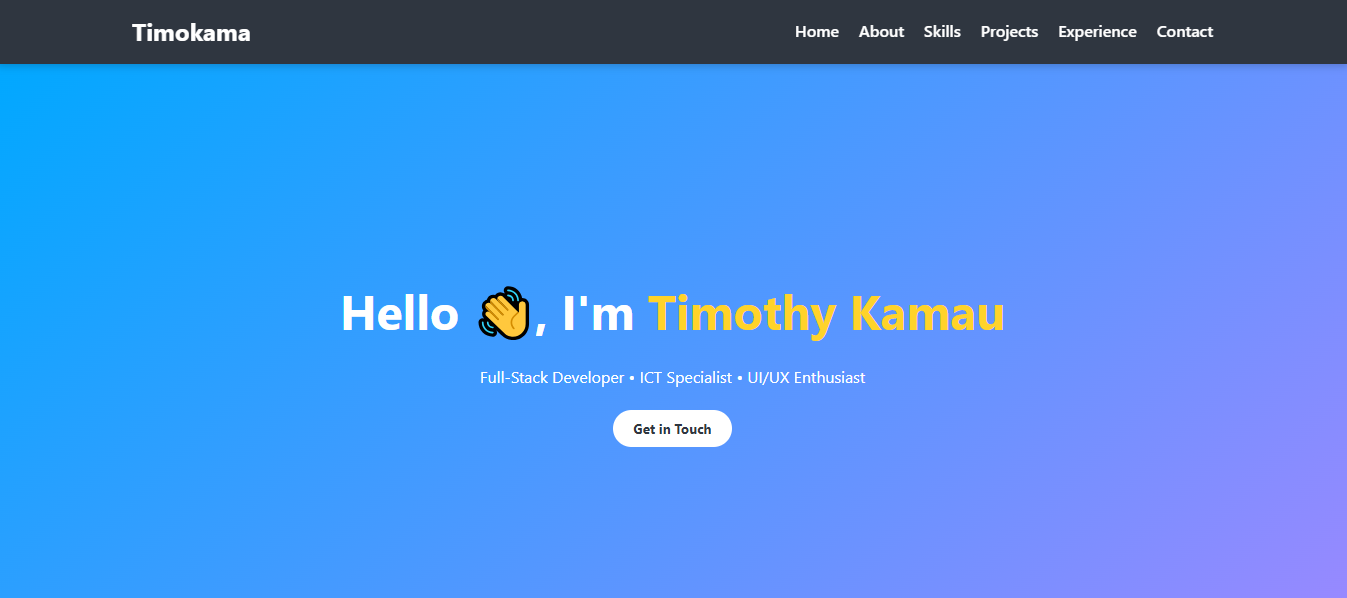 Timokama
Home About Skills Projects Experience Contact
Hello 👋, I'm Timothy Kamau
Full-Stack Developer • ICT Specialist • UI/UX Enthusiast
Get in Touch